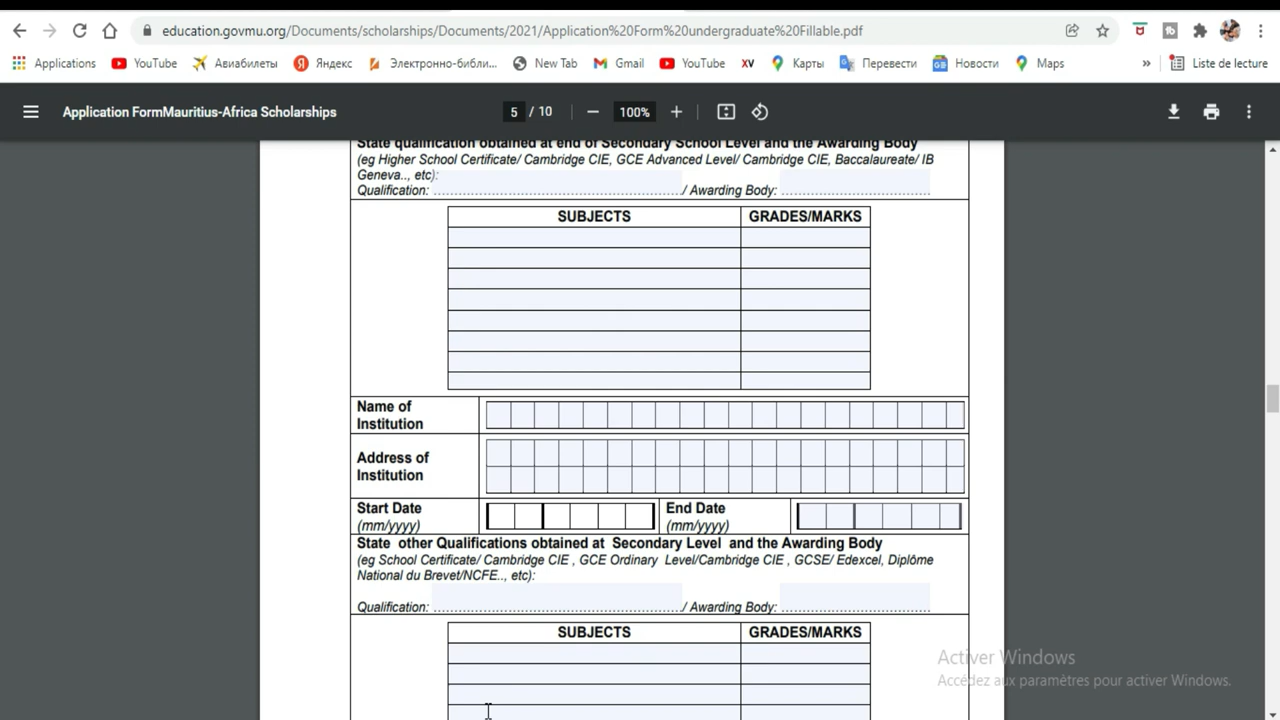 education.govmu.org/Documents/scholarships/Documents/2021/Application%20Form%20undergraduate%20Fillable.pdf
Applications YouTube Авиабилеты Яндекс Электронно-библи... New Tab Gmail YouTube XV Карты Перевести Новости Maps » Liste de lecture
Application FormMauritius-Africa Scholarships 5 / 10 100%
State qualification obtained at end of Secondary School Level and the Awarding Body
(eg Higher School Certificate/ Cambridge CIE, GCE Advanced Level/ Cambridge CIE, Baccalaureate/ IB
Geneva.., etc):
Qualification: / Awarding Body:
SUBJECTS GRADES/MARKS
Name of
Institution
Address of
Institution
Start Date
(mm/yyyy)
End Date
(mm/yyyy)
State other Qualifications obtained at Secondary Level and the Awarding Body
(eg School Certificate/ Cambridge CIE , GCE Ordinary Level/Cambridge CIE , GCSE/ Edexcel, Diplôme
National du Brevet/NCFE.., etc):
Qualification: / Awarding Body:
SUBJECTS GRADES/MARKS
Activer Windows
Accédez aux paramètres pour activer Windows.